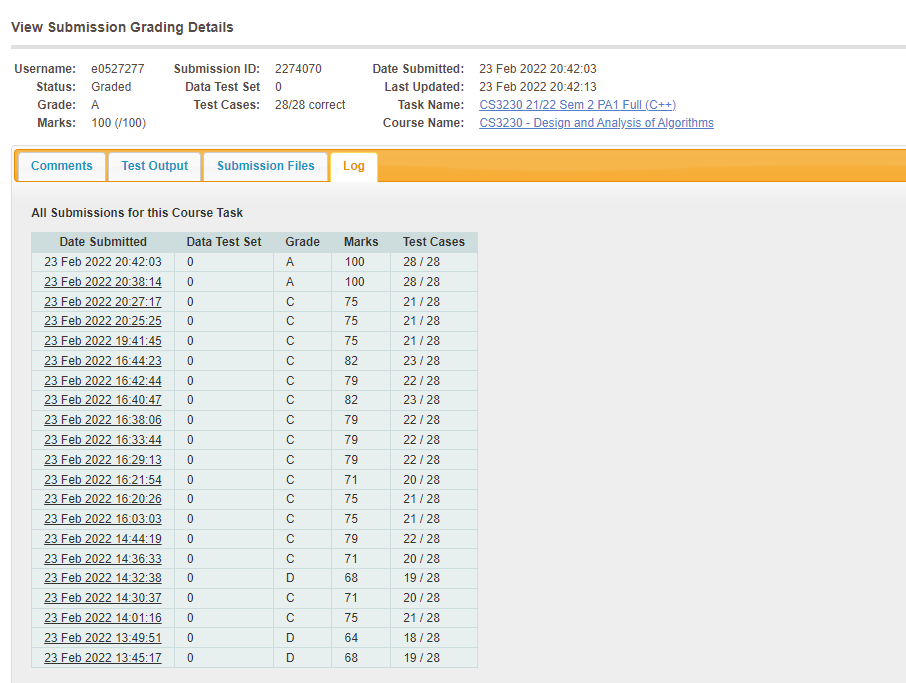 View Submission Grading Details
Username: e0527277 Submission ID: 2274070 Date Submitted: 23 Feb 2022 20:42:03
Status: Graded Data Test Set 0 Last Updated: 23 Feb 2022 20:42:13
Grade: A Test Cases: 28/28 correct Task Name: CS3230 21/22 Sem 2 PA1 Full (C++)
Marks: 100 (/100) Course Name: CS3230 - Design and Analysis of Algorithms
Comments Test Output Submission Files Log
All Submissions for this Course Task
Date Submitted Data Test Set Grade Marks Test Cases
23 Feb 2022 20:42:03 0 A 100 28 / 28
23 Feb 2022 20:38:14 0 A 100 28 / 28
23 Feb 2022 20:27:17 0 C 75 21 / 28
23 Feb 2022 20:25:25 0 C 75 21 / 28
23 Feb 2022 19:41:45 0 C 75 21 / 28
23 Feb 2022 16:44:23 0 C 82 23 / 28
23 Feb 2022 16:42:44 0 C 79 22 / 28
23 Feb 2022 16:40:47 0 C 82 23 / 28
23 Feb 2022 16:38:06 0 C 79 22 / 28
23 Feb 2022 16:33:44 0 C 79 22 / 28
23 Feb 2022 16:29:13 0 C 79 22 / 28
23 Feb 2022 16:21:54 0 C 71 20 / 28
23 Feb 2022 16:20:26 0 C 75 21 / 28
23 Feb 2022 16:03:03 0 C 75 21 / 28
23 Feb 2022 14:44:19 0 C 79 22 / 28
23 Feb 2022 14:36:33 0 C 71 20 / 28
23 Feb 2022 14:32:38 0 D 68 19 / 28
23 Feb 2022 14:30:37 0 C 71 20 / 28
23 Feb 2022 14:01:16 0 C 75 21 / 28
23 Feb 2022 13:49:51 0 D 64 18 / 28
23 Feb 2022 13:45:17 0 D 68 19 / 28